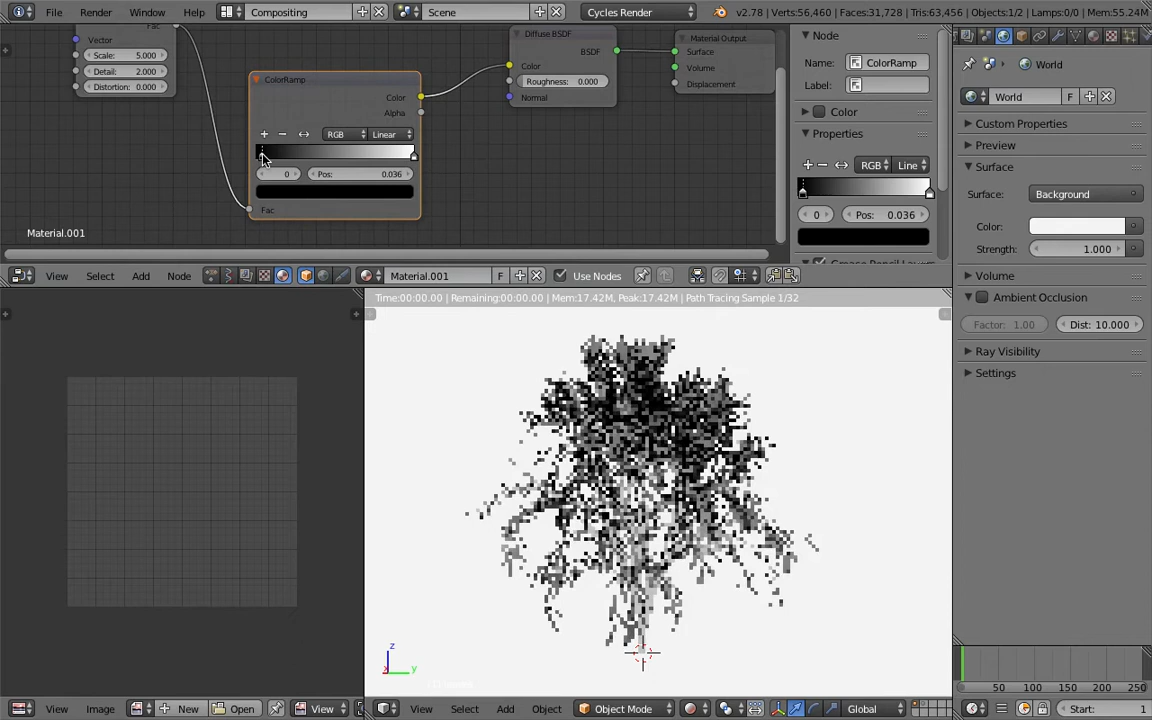 File Add Window Help Compositing Scene Cycles Render v2.78 | Verts:56,460 | Faces:31,728 | Tris:63,456 | Objects:1/2 | Lamps:0/0 | Mem:55.24M
Fac
Vector
Scale: 5.000
Detail: 2.000
Distortion: 0.000
ColorRamp
Color
Alpha
RGB Linear
0 Pos: 0.036
Fac
Diffuse BSDF
BSDF
Color
Roughness: 0.000
Normal
Material Output
Surface
Volume
Displacement
Material.001
Node
Name: ColorRamp
Label:
Color
Properties
RGB Line
0 Pos: 0.036
Grease Pencil Layers
World
World F
Custom Properties
Preview
Surface
Surface: Background
Color:
Strength: 1.000
Volume
Ambient Occlusion
Factor: 1.00 Dist: 10.000
Ray Visibility
Settings
View Select Add Node Material.001 F Use Nodes
Time:00:00.00 | Remaining:00:00.00 | Mem:17.42M, Peak:17.42M | Path Tracing Sample 1/32
z
y
50 100 150 200 250
View Image New Open View
View Select Add Object Object Mode Global
Start: 1